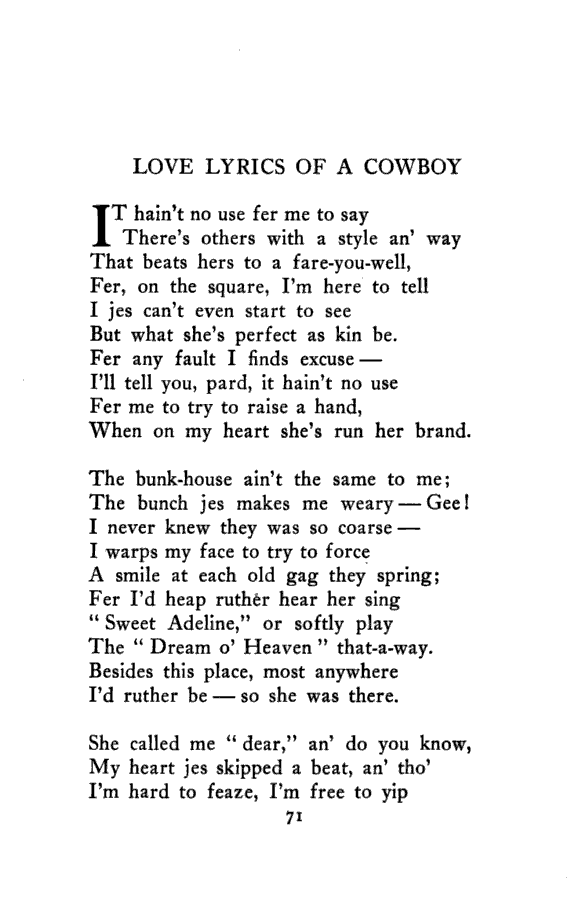 LOVE LYRICS OF A COWBOY
IT hain't no use fer me to say
There's others with a style an' way
That beats hers to a fare-you-well,
Fer, on the square, I'm here to tell
I jes can't even start to see
But what she's perfect as kin be.
Fer any fault I finds excuse —
I'll tell you, pard, it hain't no use
Fer me to try to raise a hand,
When on my heart she's run her brand.

The bunk-house ain't the same to me;
The bunch jes makes me weary — Gee!
I never knew they was so coarse —
I warps my face to try to force
A smile at each old gag they spring;
Fer I'd heap ruther hear her sing
" Sweet Adeline," or softly play
The " Dream o' Heaven " that-a-way.
Besides this place, most anywhere
I'd ruther be — so she was there.

She called me " dear," an' do you know,
My heart jes skipped a beat, an' tho'
I'm hard to feaze, I'm free to yip
71